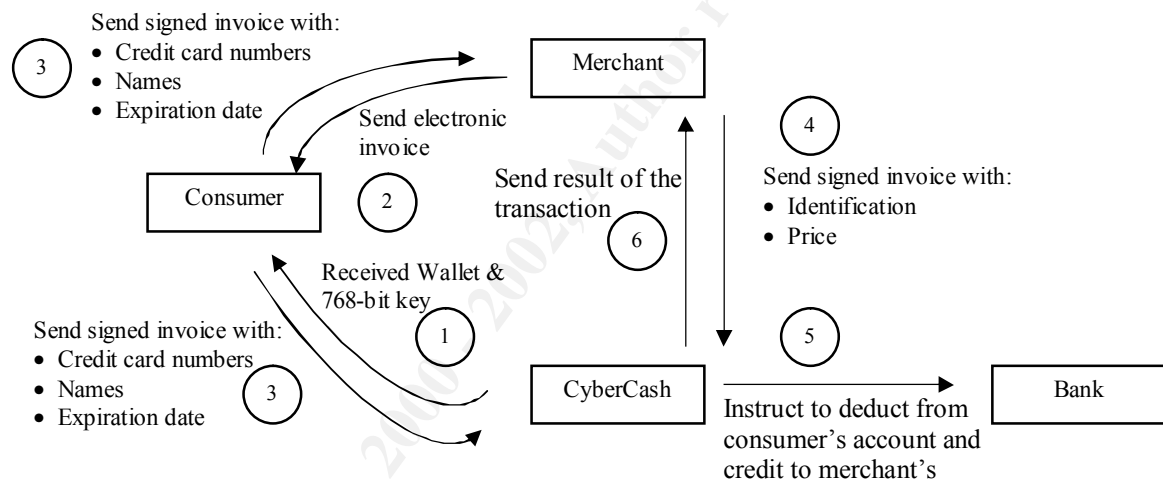 Send signed invoice with:
• Credit card numbers
• Names
• Expiration date
3
Merchant
Send electronic
invoice
2
Consumer
4
Send signed invoice with:
• Identification
• Price
Send result of the
transaction
6
Received Wallet &
768-bit key
1
Send signed invoice with:
• Credit card numbers
• Names
• Expiration date
3
5
CyberCash
Bank
Instruct to deduct from
consumer’s account and
credit to merchant’s
2000 - 2002, Author r